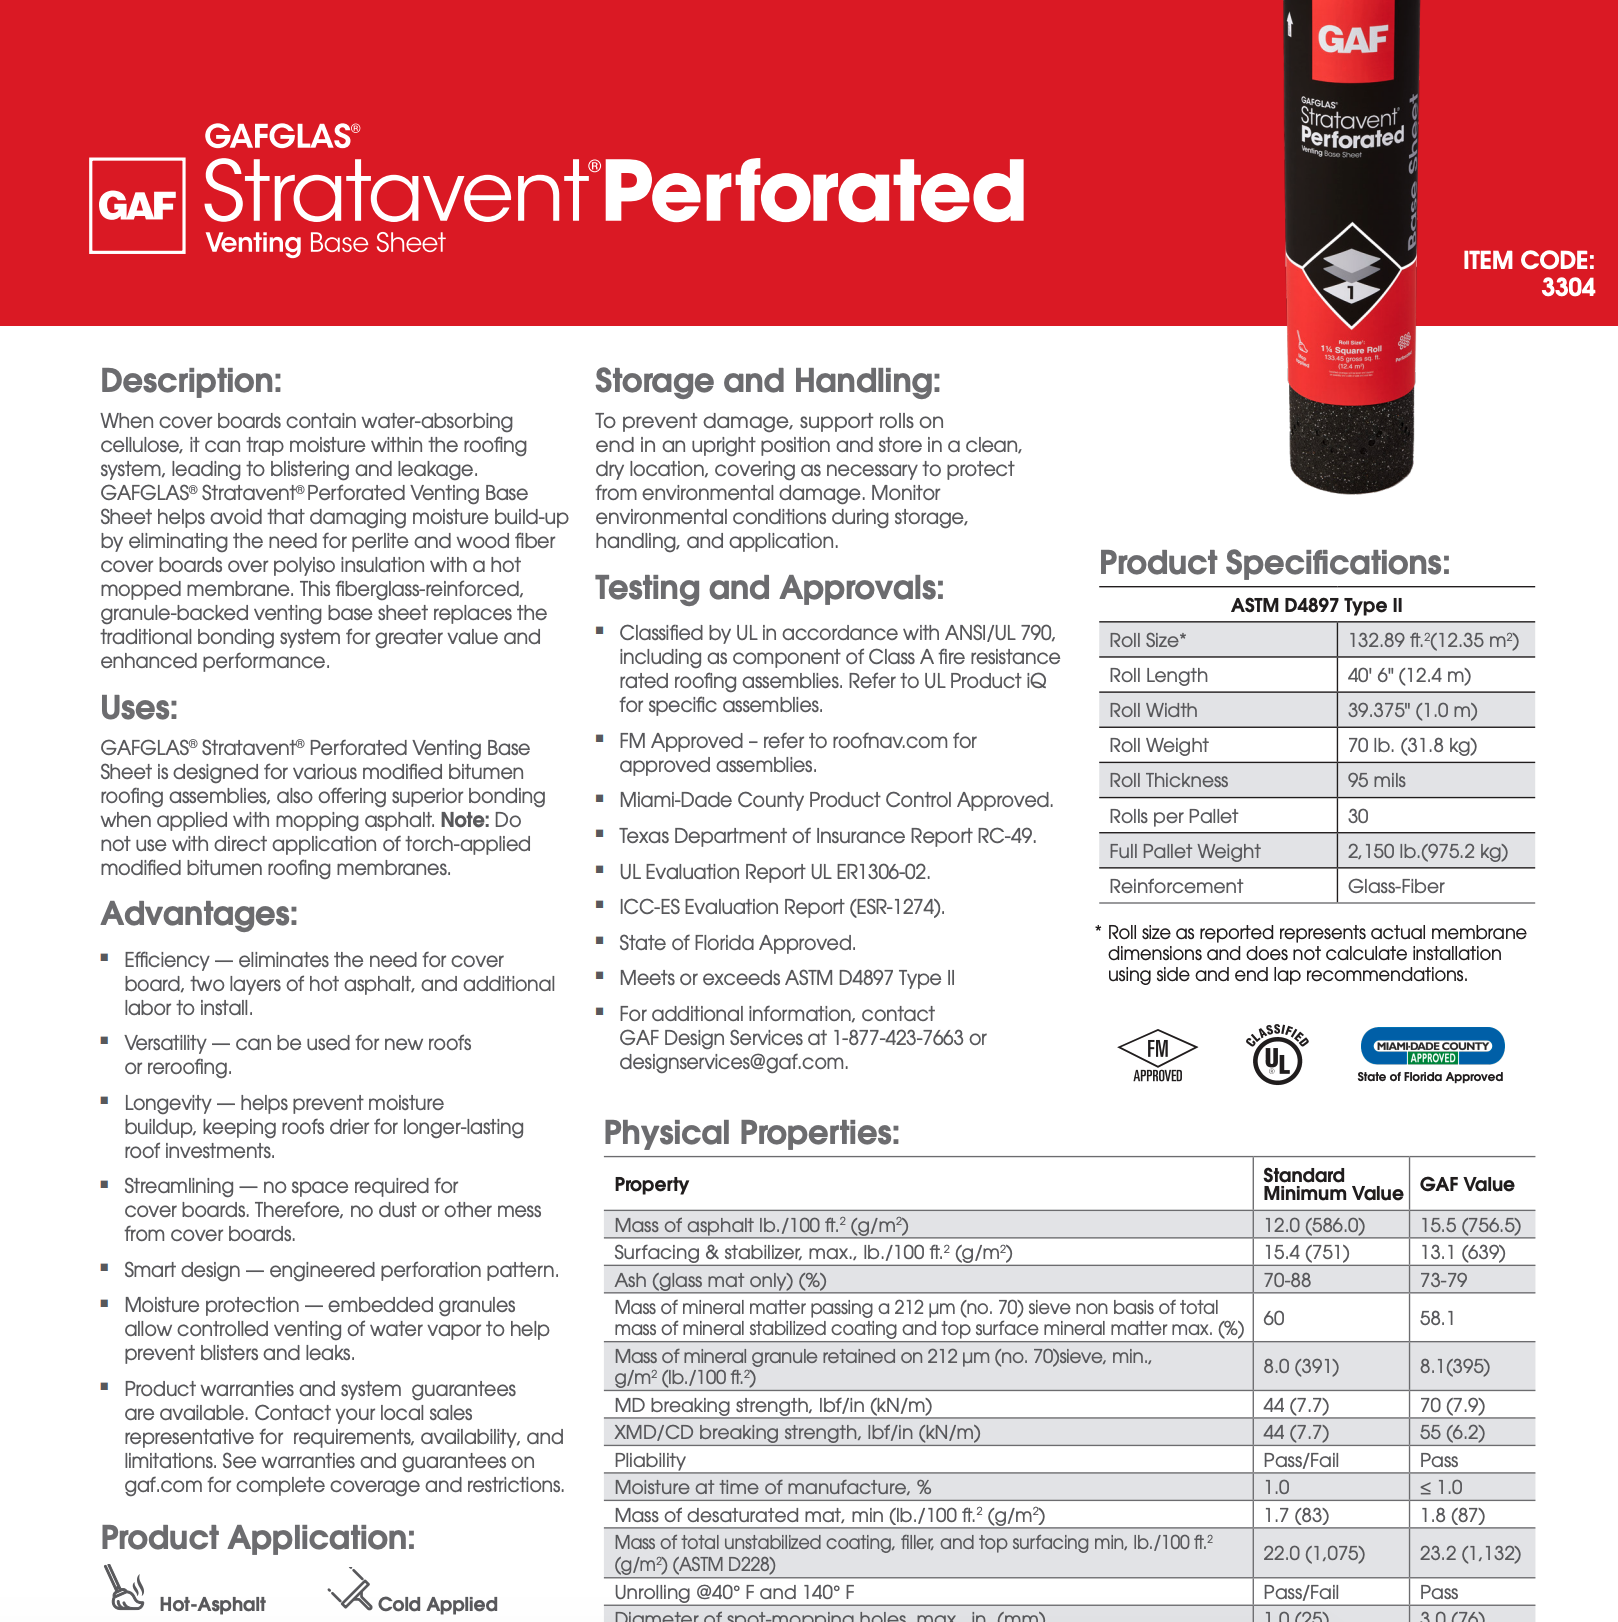 GAFGLAS®
GAF
Stratavent® Perforated
Venting Base Sheet
GAF
GAFGLAS®
Stratavent®
Perforated
Venting Base Sheet
Base Sheet
1
Roll Size*:
1⅓ Square Roll
133.45 gross sq. ft.
(12.4 m²)
Mop
Applied
Perforated
ITEM CODE:
3304
Description:
When cover boards contain water-absorbing
cellulose, it can trap moisture within the roofing
system, leading to blistering and leakage.
GAFGLAS® Stratavent® Perforated Venting Base
Sheet helps avoid that damaging moisture build-up
by eliminating the need for perlite and wood fiber
cover boards over polyiso insulation with a hot
mopped membrane. This fiberglass-reinforced,
granule-backed venting base sheet replaces the
traditional bonding system for greater value and
enhanced performance.
Uses:
GAFGLAS® Stratavent® Perforated Venting Base
Sheet is designed for various modified bitumen
roofing assemblies, also offering superior bonding
when applied with mopping asphalt. Note: Do
not use with direct application of torch-applied
modified bitumen roofing membranes.
Advantages:
▪ Efficiency — eliminates the need for cover
board, two layers of hot asphalt, and additional
labor to install.
▪ Versatility — can be used for new roofs
or reroofing.
▪ Longevity — helps prevent moisture
buildup, keeping roofs drier for longer-lasting
roof investments.
▪ Streamlining — no space required for
cover boards. Therefore, no dust or other mess
from cover boards.
▪ Smart design — engineered perforation pattern.
▪ Moisture protection — embedded granules
allow controlled venting of water vapor to help
prevent blisters and leaks.
▪ Product warranties and system guarantees
are available. Contact your local sales
representative for requirements, availability, and
limitations. See warranties and guarantees on
gaf.com for complete coverage and restrictions.
Product Application:
Hot-Asphalt Cold Applied
Storage and Handling:
To prevent damage, support rolls on
end in an upright position and store in a clean,
dry location, covering as necessary to protect
from environmental damage. Monitor
environmental conditions during storage,
handling, and application.
Testing and Approvals:
▪ Classified by UL in accordance with ANSI/UL 790,
including as component of Class A fire resistance
rated roofing assemblies. Refer to UL Product iQ
for specific assemblies.
▪ FM Approved – refer to roofnav.com for
approved assemblies.
▪ Miami-Dade County Product Control Approved.
▪ Texas Department of Insurance Report RC-49.
▪ UL Evaluation Report UL ER1306-02.
▪ ICC-ES Evaluation Report (ESR-1274).
▪ State of Florida Approved.
▪ Meets or exceeds ASTM D4897 Type II
▪ For additional information, contact
GAF Design Services at 1-877-423-7663 or
designservices@gaf.com.
Product Specifications:
ASTM D4897 Type II
Roll Size* 132.89 ft.²(12.35 m²)
Roll Length 40' 6" (12.4 m)
Roll Width 39.375" (1.0 m)
Roll Weight 70 lb. (31.8 kg)
Roll Thickness 95 mils
Rolls per Pallet 30
Full Pallet Weight 2,150 lb.(975.2 kg)
Reinforcement Glass-Fiber
* Roll size as reported represents actual membrane
dimensions and does not calculate installation
using side and end lap recommendations.
FM
APPROVED
CLASSIFIED
UL
®
MIAMI-DADE COUNTY
APPROVED
State of Florida Approved
Physical Properties:
Property Standard Minimum Value GAF Value
Mass of asphalt lb./100 ft.² (g/m²) 12.0 (586.0) 15.5 (756.5)
Surfacing & stabilizer, max., lb./100 ft.² (g/m²) 15.4 (751) 13.1 (639)
Ash (glass mat only) (%) 70-88 73-79
Mass of mineral matter passing a 212 µm (no. 70) sieve non basis of total
mass of mineral stabilized coating and top surface mineral matter max. (%) 60 58.1
Mass of mineral granule retained on 212 µm (no. 70)sieve, min.,
g/m² (lb./100 ft.²) 8.0 (391) 8.1(395)
MD breaking strength, lbf/in (kN/m) 44 (7.7) 70 (7.9)
XMD/CD breaking strength, lbf/in (kN/m) 44 (7.7) 55 (6.2)
Pliability Pass/Fail Pass
Moisture at time of manufacture, % 1.0 ≤ 1.0
Mass of desaturated mat, min (lb./100 ft.² (g/m²) 1.7 (83) 1.8 (87)
Mass of total unstabilized coating, filler, and top surfacing min, lb./100 ft.²
(g/m²) (ASTM D228) 22.0 (1,075) 23.2 (1,132)
Unrolling @40° F and 140° F Pass/Fail Pass
Diameter of spot-mopping holes, max., in. (mm) 1.0 (25) 3.0 (76)